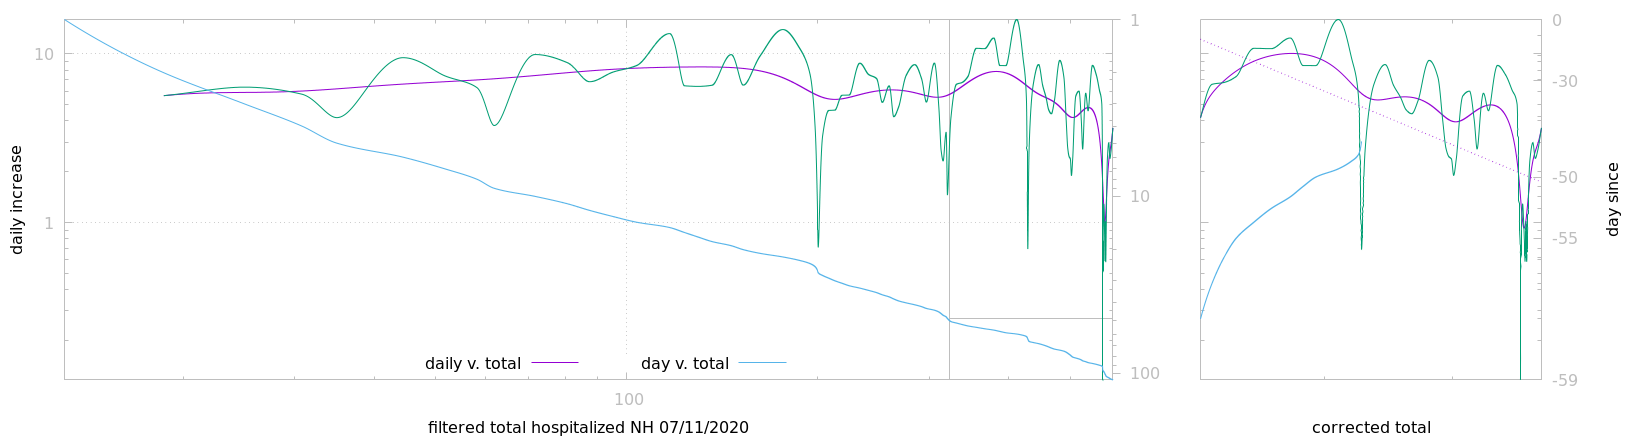 10
1
daily increase
daily v. total
day v. total
100
filtered total hospitalized NH 07/11/2020
1
10
100
0
-30
-50
-55
-59
day since
corrected total